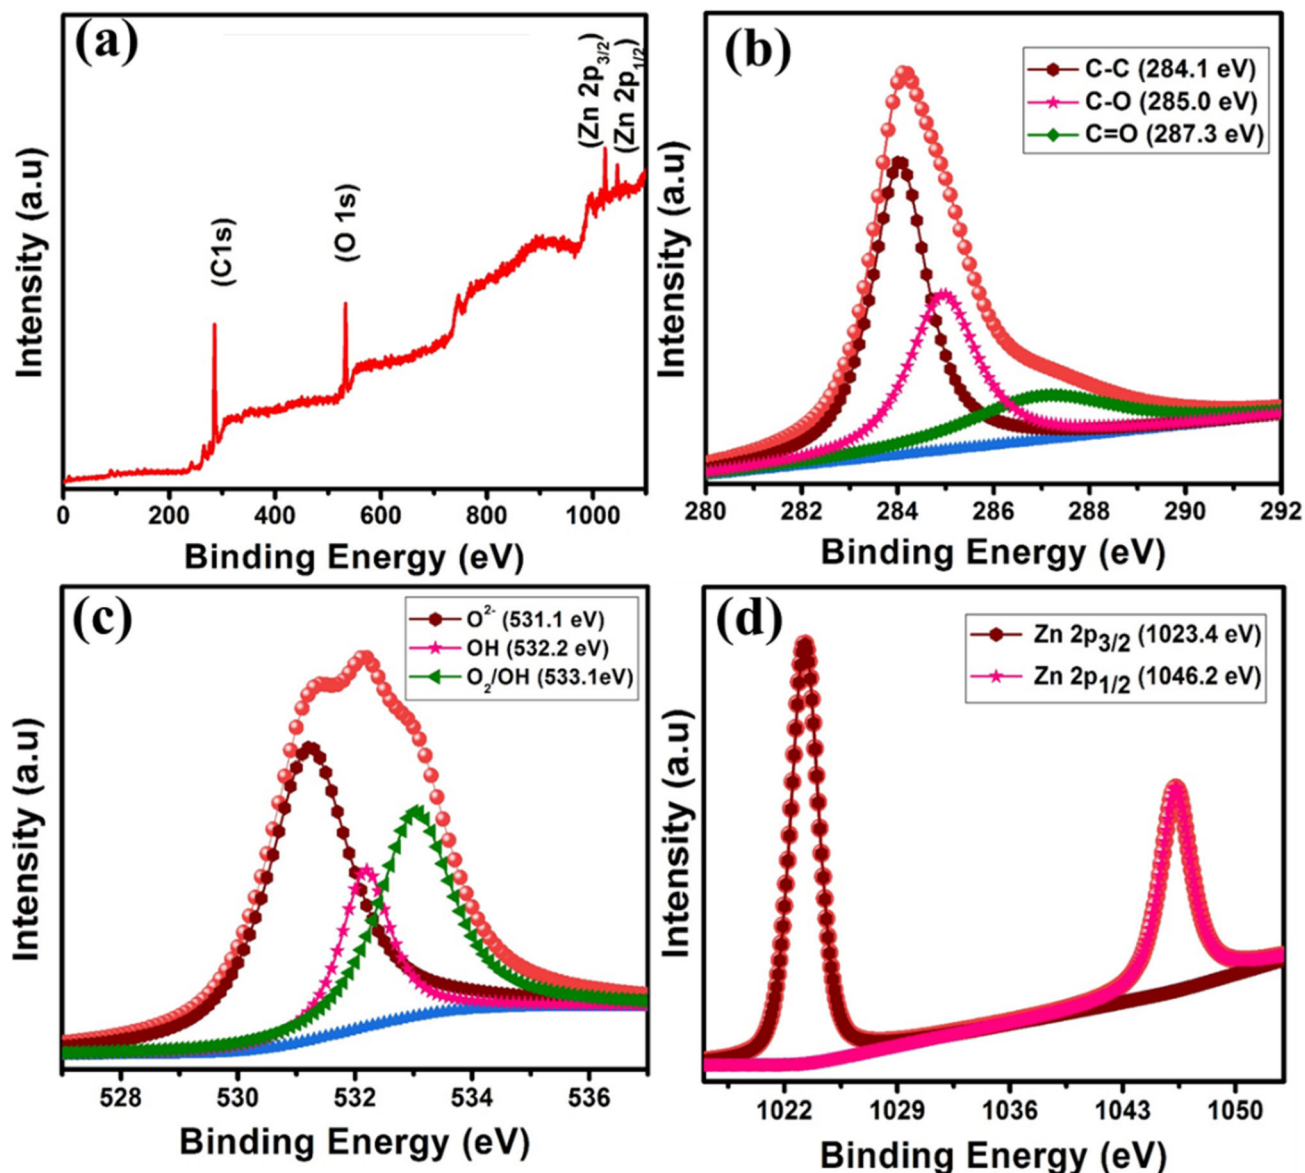 (a)
Intensity (a.u)
(C1s)
(O 1s)
(Zn 2p3/2)
(Zn 2p1/2)
0 200 400 600 800 1000
Binding Energy (eV)
(b)
Intensity (a.u)
C-C (284.1 eV)
C-O (285.0 eV)
C=O (287.3 eV)
280 282 284 286 288 290 292
Binding Energy (eV)
(c)
Intensity (a.u)
O2- (531.1 eV)
OH (532.2 eV)
O2/OH (533.1eV)
528 530 532 534 536
Binding Energy (eV)
(d)
Intensity (a.u)
Zn 2p3/2 (1023.4 eV)
Zn 2p1/2 (1046.2 eV)
1022 1029 1036 1043 1050
Binding Energy (eV)